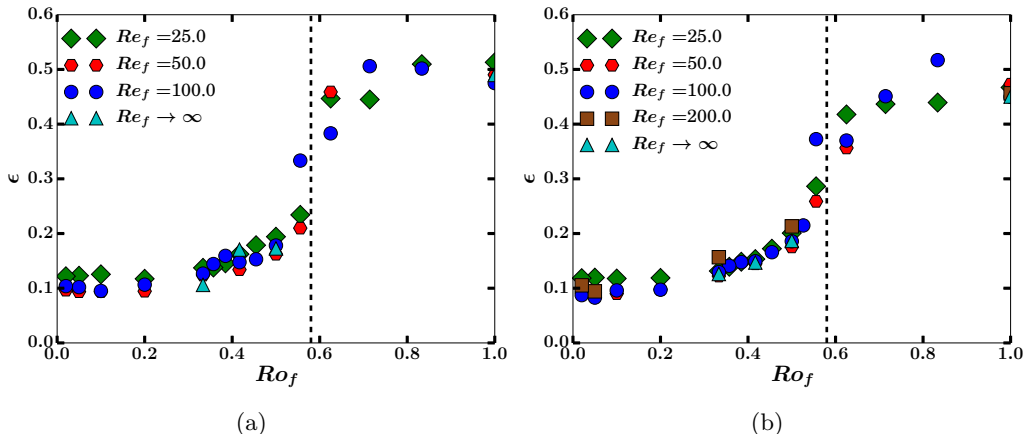 0.6
0.5
0.4
0.3
0.2
0.1
0.0
ϵ
Re_f =25.0
Re_f =50.0
Re_f =100.0
Re_f → ∞
0.0 0.2 0.4 0.6 0.8 1.0
Ro_f
(a)
0.6
0.5
0.4
0.3
0.2
0.1
0.0
ϵ
Re_f =25.0
Re_f =50.0
Re_f =100.0
Re_f =200.0
Re_f → ∞
0.0 0.2 0.4 0.6 0.8 1.0
Ro_f
(b)